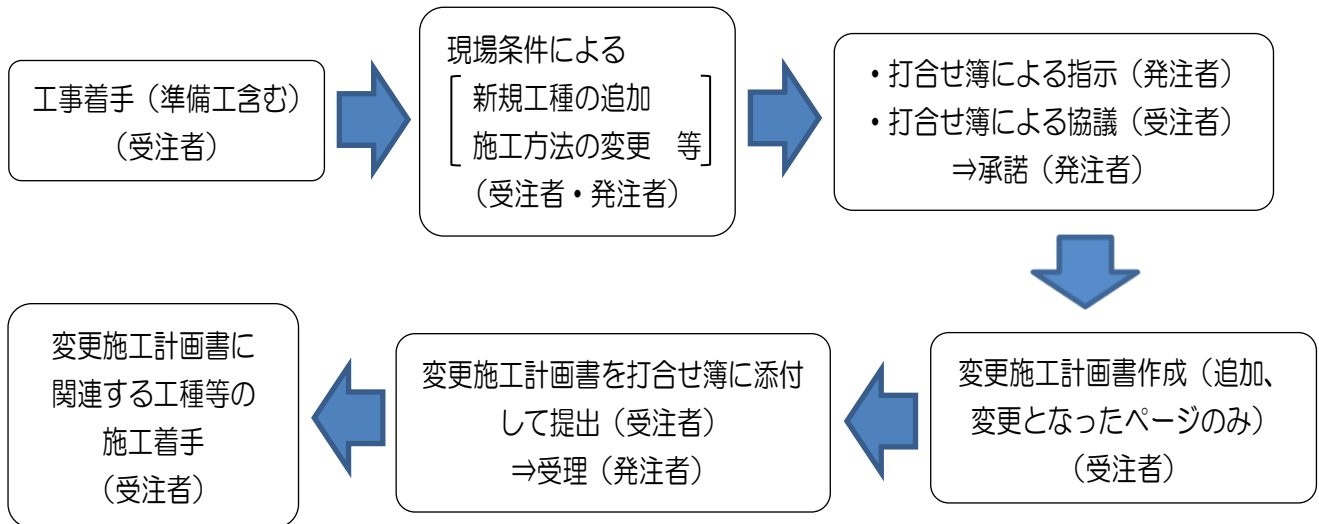 工事着手（準備工含む）
（受注者）
現場条件による
新規工種の追加
施工方法の変更　等
（受注者・発注者）
・打合せ簿による指示（発注者）
・打合せ簿による協議（受注者）
⇒承諾（発注者）
変更施工計画書作成（追加、
変更となったページのみ）
（受注者）
変更施工計画書を打合せ簿に添付
して提出（受注者）
⇒受理（発注者）
変更施工計画書に
関連する工種等の
施工着手
（受注者）